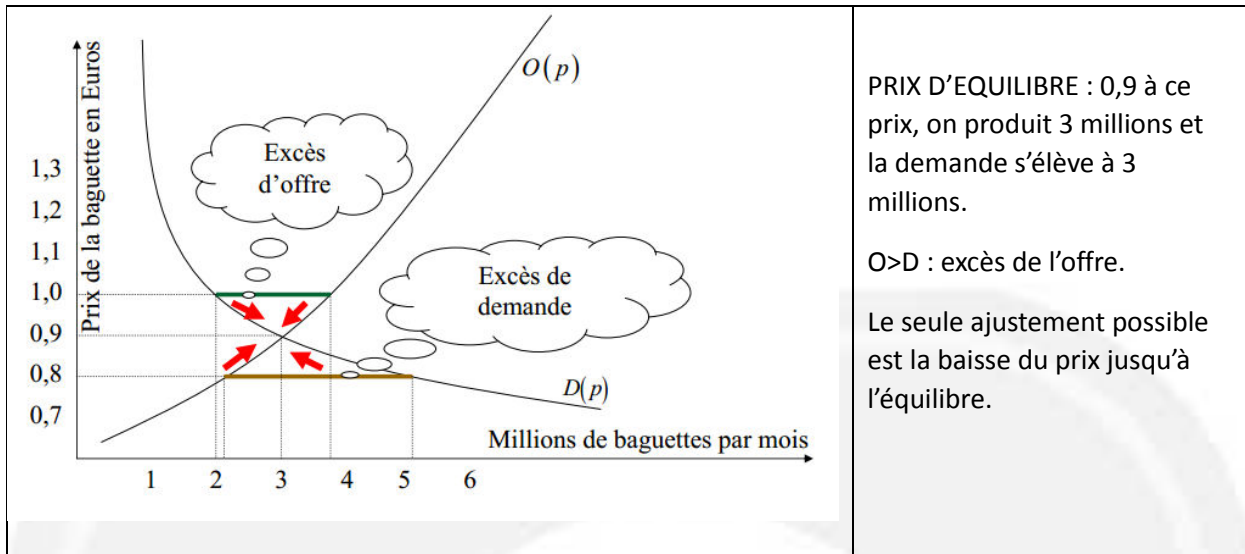 Prix de la baguette en Euros
1,3
1,2
1,1
1,0
0,9
0,8
0,7
O(p)
Excès
d'offre
Excès de
demande
D(p)
Millions de baguettes par mois
1 2 3 4 5 6
PRIX D'EQUILIBRE : 0,9 à ce
prix, on produit 3 millions et
la demande s'élève à 3
millions.
O>D : excès de l'offre.
Le seule ajustement possible
est la baisse du prix jusqu'à
l'équilibre.